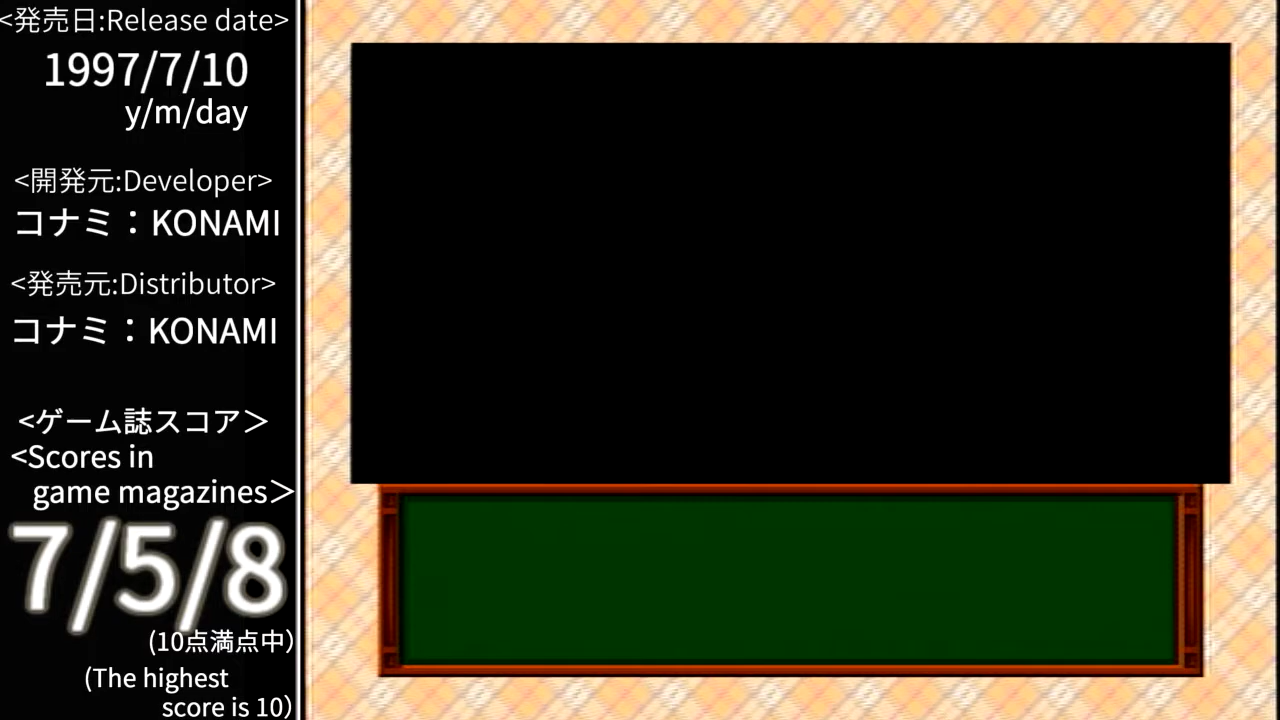 <発売日:Release date>
1997/7/10
y/m/day
<開発元:Developer>
コナミ：KONAMI
<発売元:Distributor>
コナミ：KONAMI
<ゲーム誌スコア＞
<Scores in
game magazines＞
7/5/8
(10点満点中)
(The highest
score is 10)